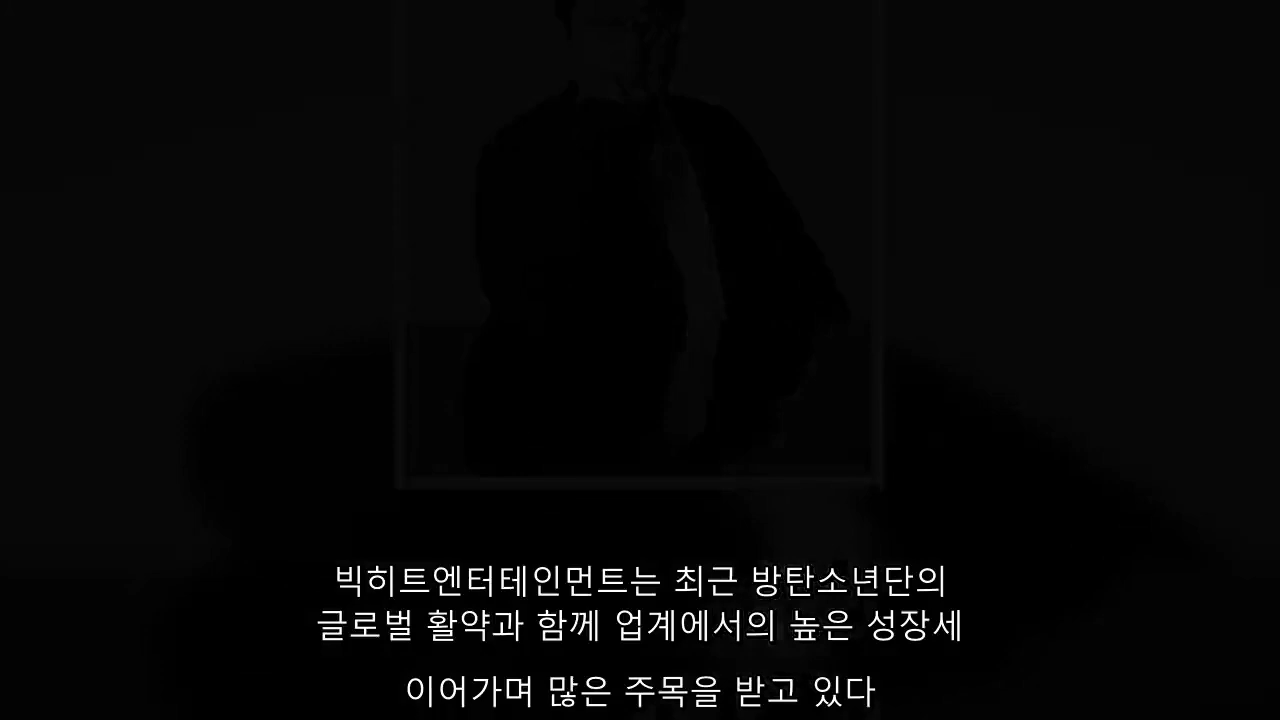 빅히트엔터테인먼트는 최근 방탄소년단의
글로벌 활약과 함께 업계에서의 높은 성장세
이어가며 많은 주목을 받고 있다